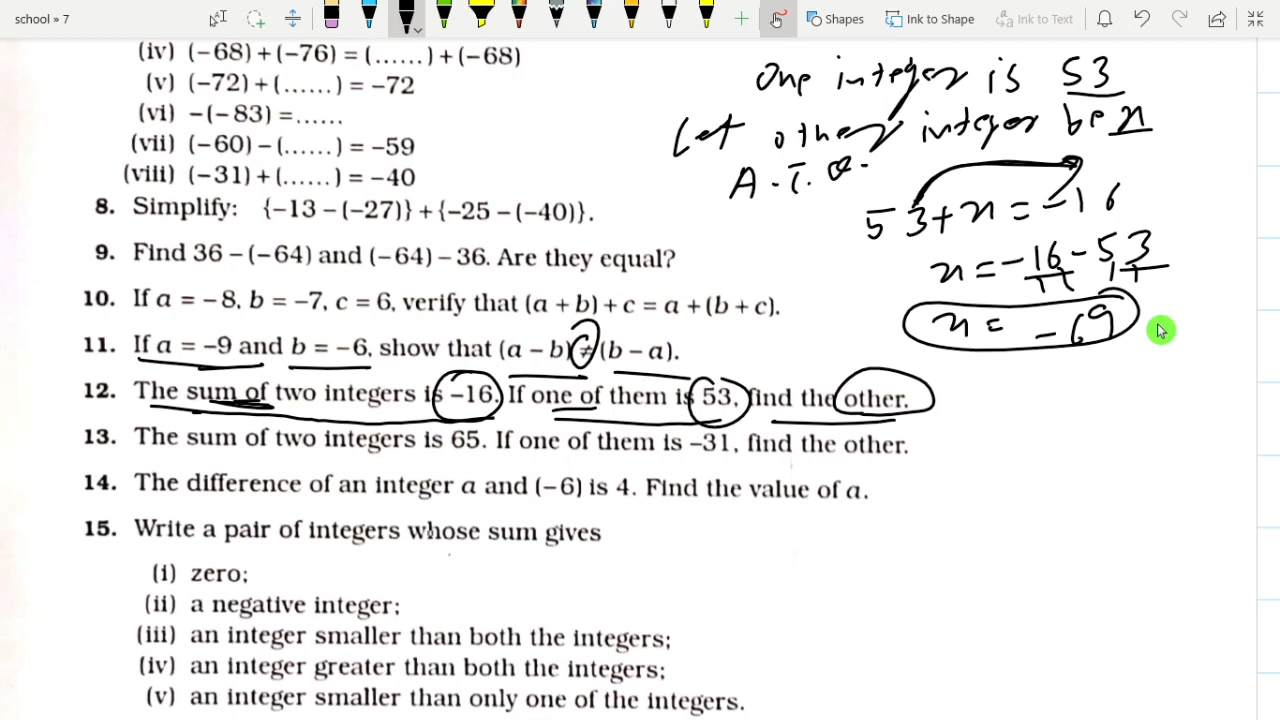 school » 7
Shapes
Ink to Shape
Ink to Text
(iv) (−68) + (−76) = (......) + (−68)
(v) (−72) + (......) = −72
(vi) −(−83) = ......
(vii) (−60) − (......) = −59
(viii) (−31) + (......) = −40
8. Simplify: {−13 − (−27)} + {−25 − (−40)}.
9. Find 36 − (−64) and (−64) − 36. Are they equal?
10. If a = −8, b = −7, c = 6, verify that (a + b) + c = a + (b + c).
11. If a = −9 and b = −6, show that (a − b) ≠ (b − a).
12. The sum of two integers is −16. If one of them is 53, find the other.
13. The sum of two integers is 65. If one of them is −31, find the other.
14. The difference of an integer a and (−6) is 4. Find the value of a.
15. Write a pair of integers whose sum gives
(i) zero;
(ii) a negative integer;
(iii) an integer smaller than both the integers;
(iv) an integer greater than both the integers;
(v) an integer smaller than only one of the integers.
One integer is 53
Let other integer be x
A.T.Q.
53+x = −16
x = −16 − 53
x = −69